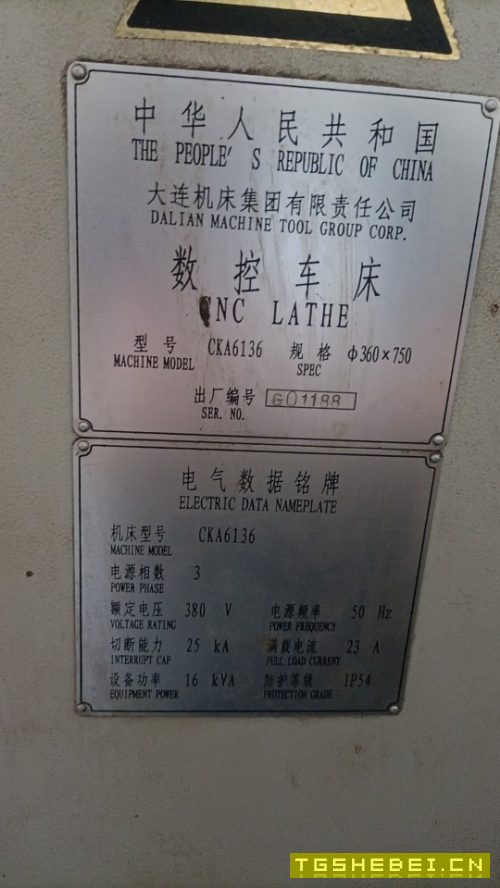 中华人民共和国
THE PEOPLE' S REPUBLIC OF CHINA
大连机床集团有限责任公司
DALIAN MACHINE TOOL GROUP CORP.
数控车床
CNC LATHE
型号 CKA6136 规格 φ360×750
MACHINE MODEL SPEC
出厂编号 G01188
SER. NO.
电气数据铭牌
ELECTRIC DATA NAMEPLATE
机床型号 CKA6136
MACHINE MODEL
电源相数 3
POWER PHASE
额定电压 380 V 电源频率 50 Hz
VOLTAGE RATING POWER FREQUENCY
切断能力 25 kA 满载电流 23 A
INTERRUPT CAP FULL LOAD CURRENT
设备功率 16 kVA 防护等级 IP54
EQUIPMENT POWER PROTECTION GRADE
TGSHEBEI.CN